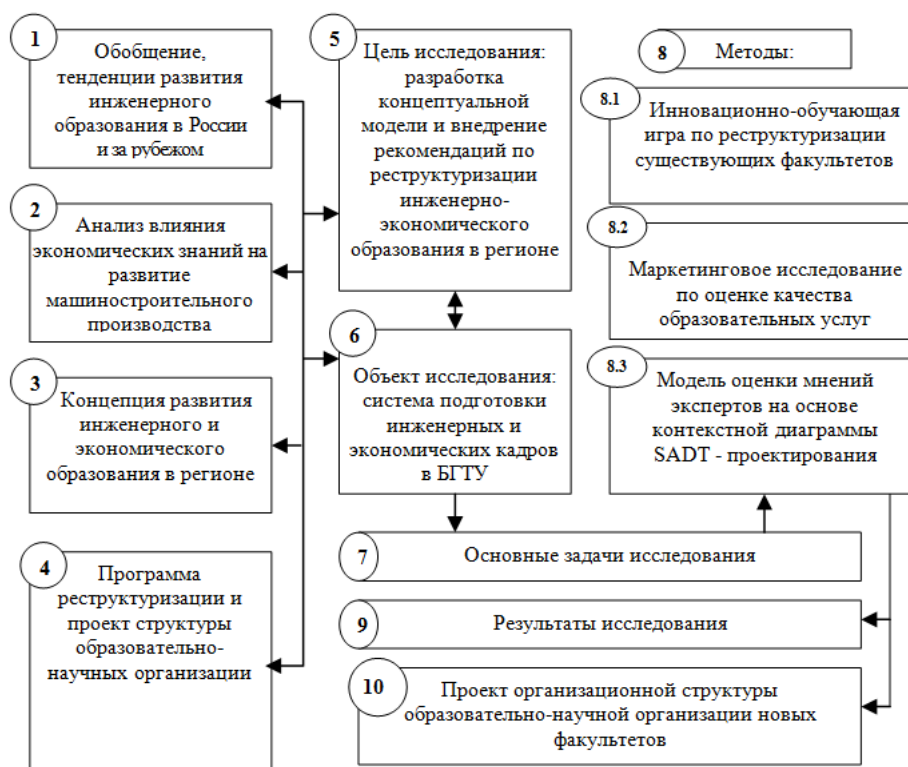 1
Обобщение,
тенденции развития
инженерного
образования в России
и за рубежом
2
Анализ влияния
экономических знаний на
развитие
машиностроительного
производства
3
Концепция развития
инженерного и
экономического
образования в регионе
4
Программа
реструктуризации и
проект структуры
образовательно-
научных организации
5
Цель исследования:
разработка
концептуальной
модели и внедрение
рекомендаций по
реструктуризации
инженерно-
экономического
образования в регионе
6
Объект исследования:
система подготовки
инженерных и
экономических кадров
в БГТУ
7
Основные задачи исследования
8
Методы:
8.1
Инновационно-обучающая
игра по реструктуризации
существующих факультетов
8.2
Маркетинговое исследование
по оценке качества
образовательных услуг
8.3
Модель оценки мнений
экспертов на основе
контекстной диаграммы
SADT - проектирования
9
Результаты исследования
10
Проект организационной структуры
образовательно-научной организации новых
факультетов